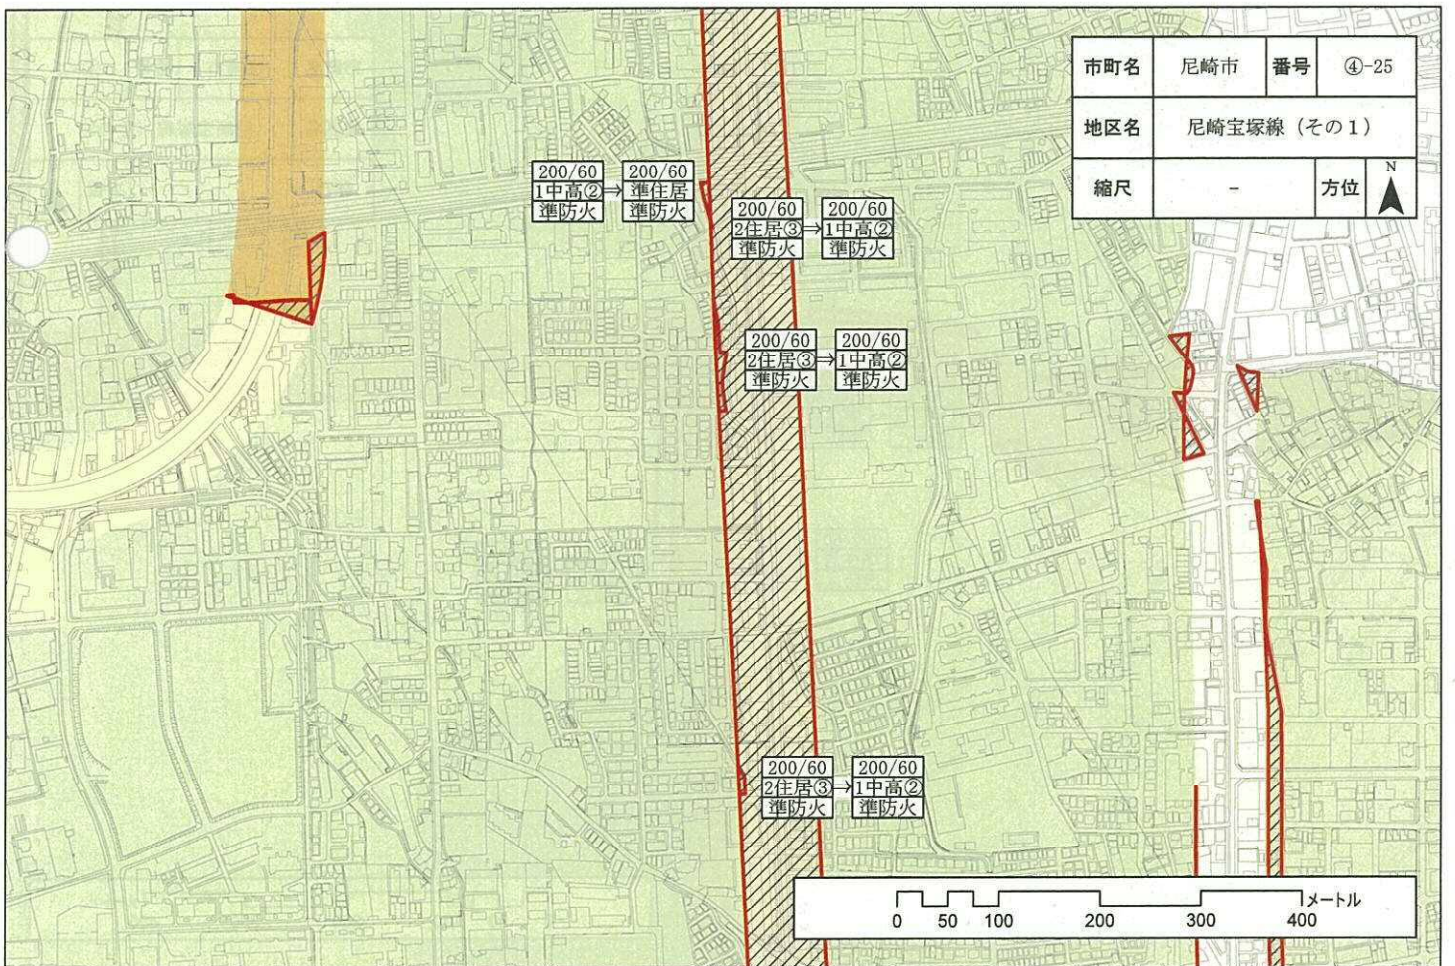 市町名 尼崎市 番号 ④-25
地区名 尼崎宝塚線（その1）
縮尺 - 方位 N
200/60 200/60
1中高② → 準住居
準防火 準防火
200/60 200/60
2住居③ → 1中高②
準防火 準防火
200/60 200/60
2住居③ → 1中高②
準防火 準防火
200/60 200/60
2住居③ → 1中高②
準防火 準防火
メートル
0 50 100 200 300 400